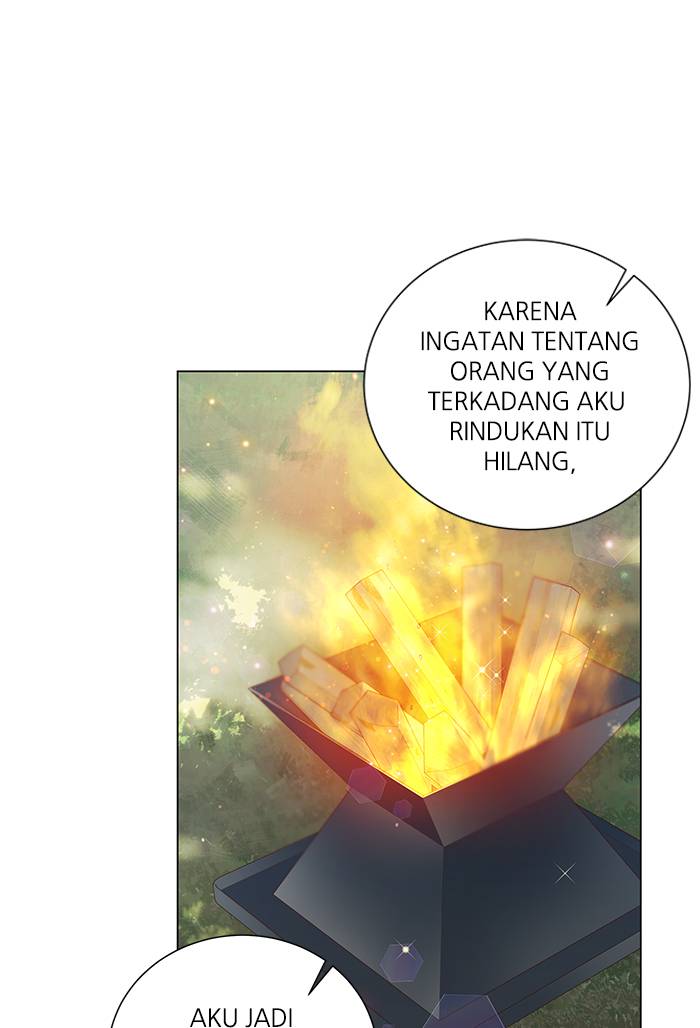 KARENA
INGATAN TENTANG
ORANG YANG
TERKADANG AKU
RINDUKAN ITU
HILANG,
AKU JADI